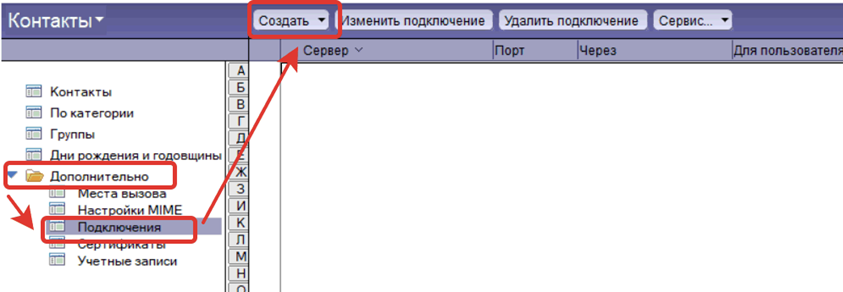 Контакты
Создать Изменить подключение Удалить подключение Сервис...
Сервер Порт Через Для пользователя
Контакты
По категории
Группы
Дни рождения и годовщины
Дополнительно
Места вызова
Настройки MIME
Подключения
Сертификаты
Учетные записи
А
Б
В
Г
Д
Е
Ж
З
И
К
Л
М
Н
О